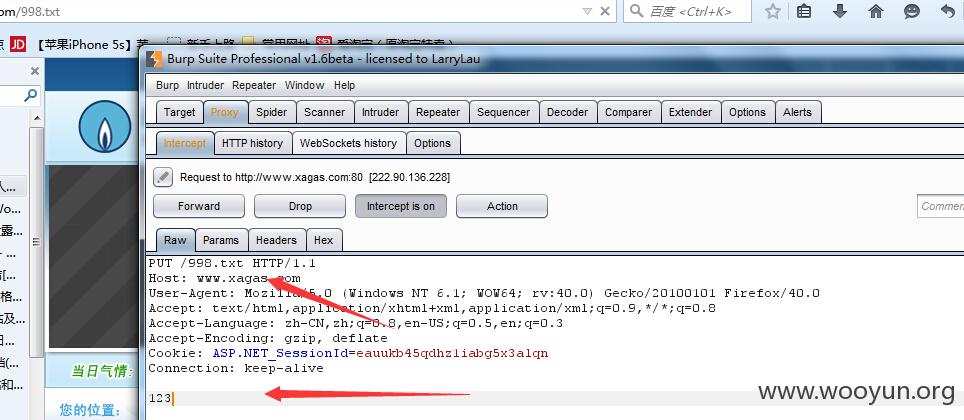 om/998.txt
百度 <Ctrl+K>
JD 【苹果iPhone 5s】
Burp Suite Professional v1.6beta - licensed to LarryLau
Burp Intruder Repeater Window Help
Target Proxy Spider Scanner Intruder Repeater Sequencer Decoder Comparer Extender Options Alerts
Intercept HTTP history WebSockets history Options
Request to http://www.xagas.com:80 [222.90.136.228]
Forward Drop Intercept is on Action Commen
Raw Params Headers Hex
PUT /998.txt HTTP/1.1
Host: www.xagas.com
User-Agent: Mozilla/5.0 (Windows NT 6.1; WOW64; rv:40.0) Gecko/20100101 Firefox/40.0
Accept: text/html,application/xhtml+xml,application/xml;q=0.9,*/*;q=0.8
Accept-Language: zh-CN,zh;q=0.8,en-US;q=0.5,en;q=0.3
Accept-Encoding: gzip, deflate
Cookie: ASP.NET_SessionId=eauukb45qdhz1iabg5x3alqn
Connection: keep-alive
123
当日气情:
您的位置:
www.wooyun.org